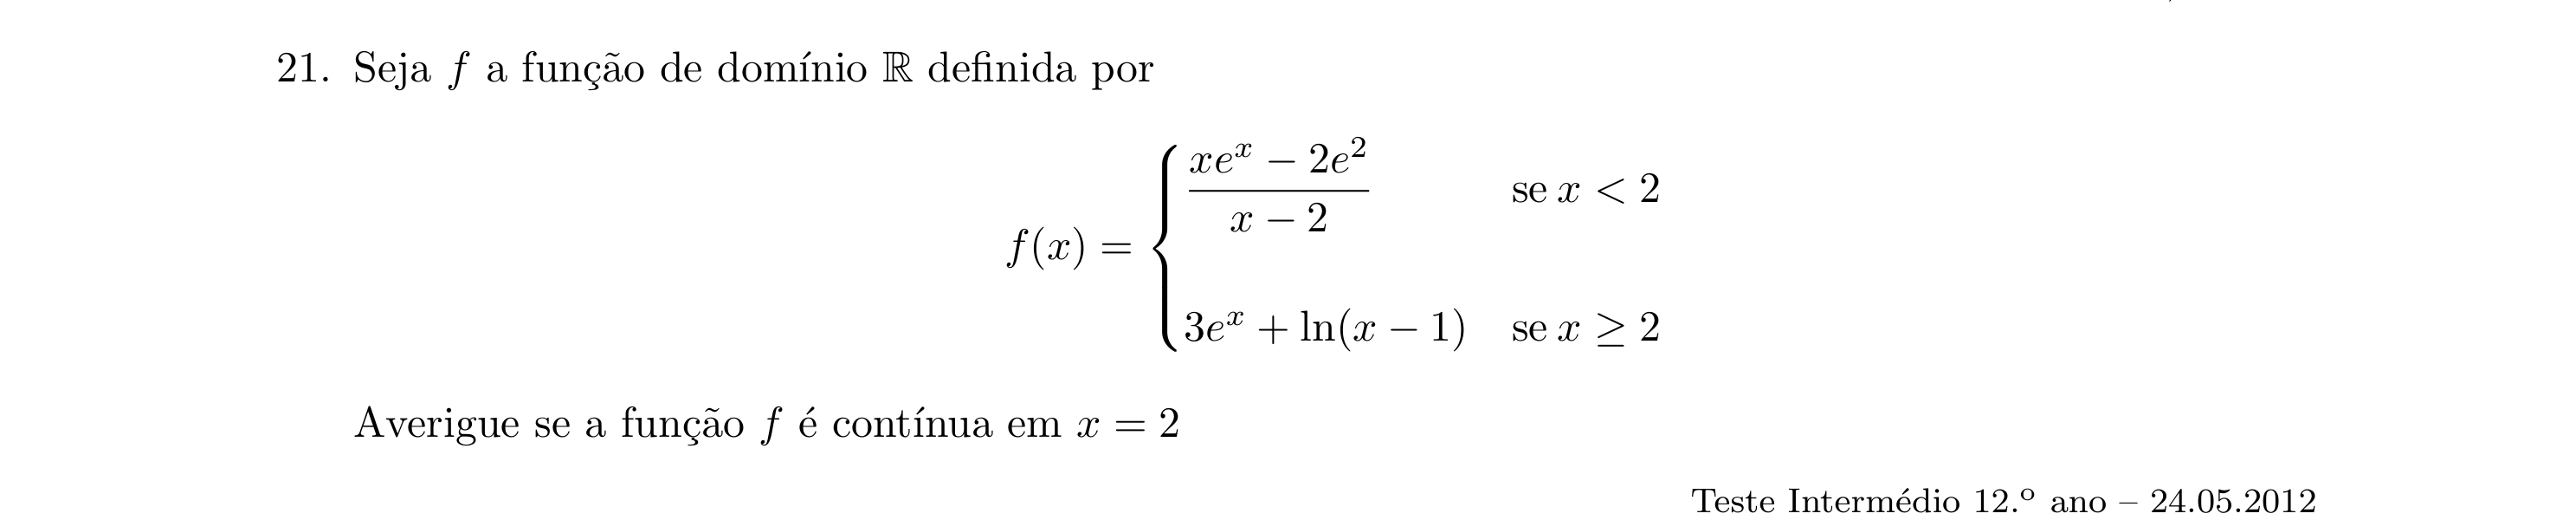 21. Seja f a função de domínio ℝ definida por
f(x) = { (xe^x − 2e^2)/(x − 2) se x < 2
3e^x + ln(x − 1) se x ≥ 2
Averigue se a função f é contínua em x = 2
Teste Intermédio 12.º ano – 24.05.2012